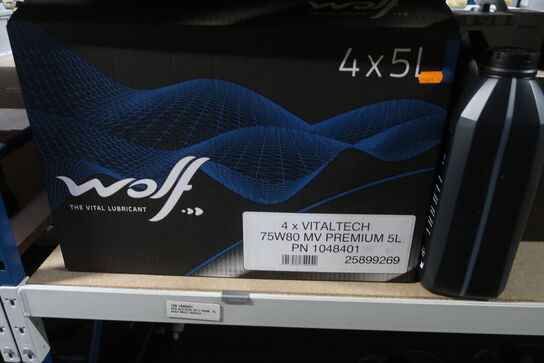 4x5L
wolf
THE VITAL LUBRICANT
4 x VITALTECH
75W80 MV PREMIUM 5L
PN 1048401
25899269